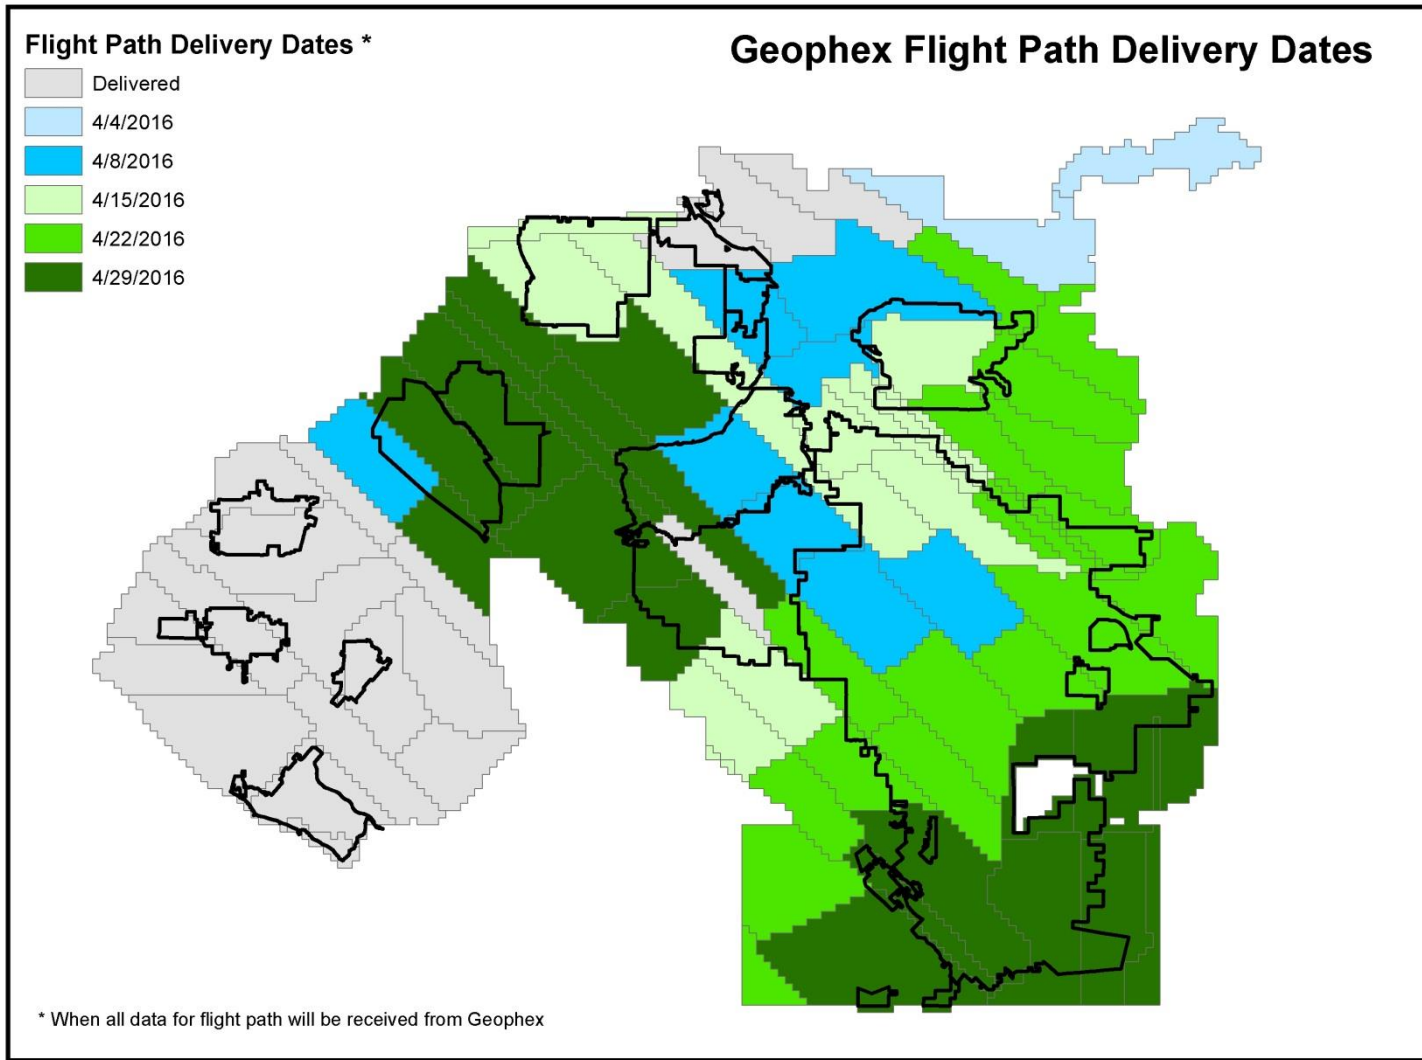 Geophex Flight Path Delivery Dates
Flight Path Delivery Dates *
Delivered
4/4/2016
4/8/2016
4/15/2016
4/22/2016
4/29/2016
* When all data for flight path will be received from Geophex